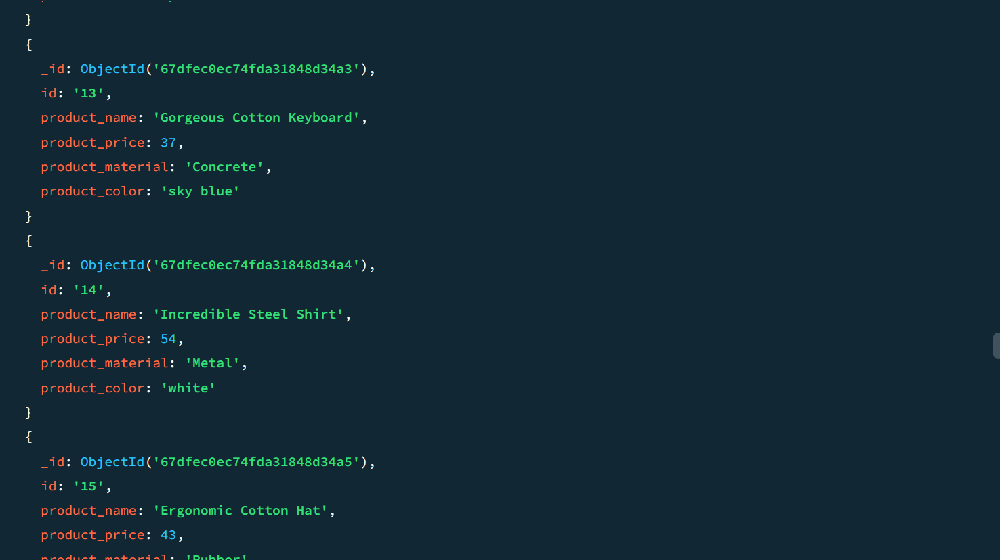 }
{
_id: ObjectId('67dfec0ec74fda31848d34a3'),
id: '13',
product_name: 'Gorgeous Cotton Keyboard',
product_price: 37,
product_material: 'Concrete',
product_color: 'sky blue'
}
{
_id: ObjectId('67dfec0ec74fda31848d34a4'),
id: '14',
product_name: 'Incredible Steel Shirt',
product_price: 54,
product_material: 'Metal',
product_color: 'white'
}
{
_id: ObjectId('67dfec0ec74fda31848d34a5'),
id: '15',
product_name: 'Ergonomic Cotton Hat',
product_price: 43,
product_material: 'Rubber'